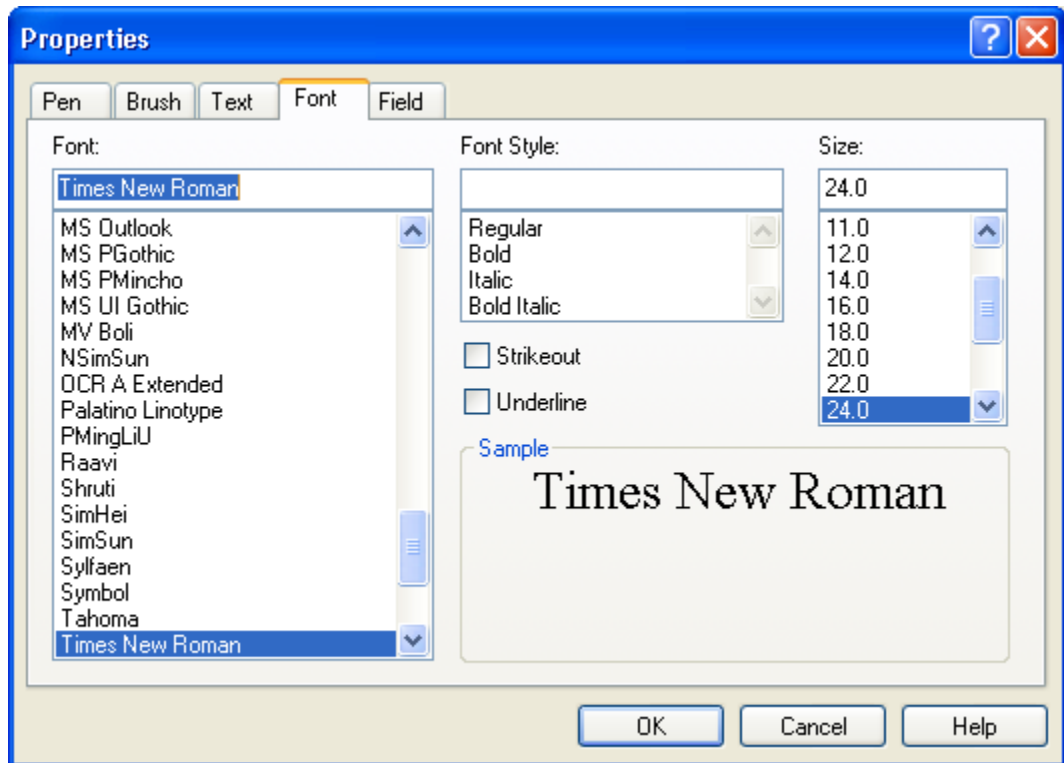 Properties
Pen Brush Text Font Field
Font:
Times New Roman
MS Outlook
MS PGothic
MS PMincho
MS UI Gothic
MV Boli
NSimSun
OCR A Extended
Palatino Linotype
PMingLiU
Raavi
Shruti
SimHei
SimSun
Sylfaen
Symbol
Tahoma
Times New Roman
Font Style:
Regular
Bold
Italic
Bold Italic
Strikeout
Underline
Size:
24.0
11.0
12.0
14.0
16.0
18.0
20.0
22.0
24.0
Sample
Times New Roman
OK Cancel Help